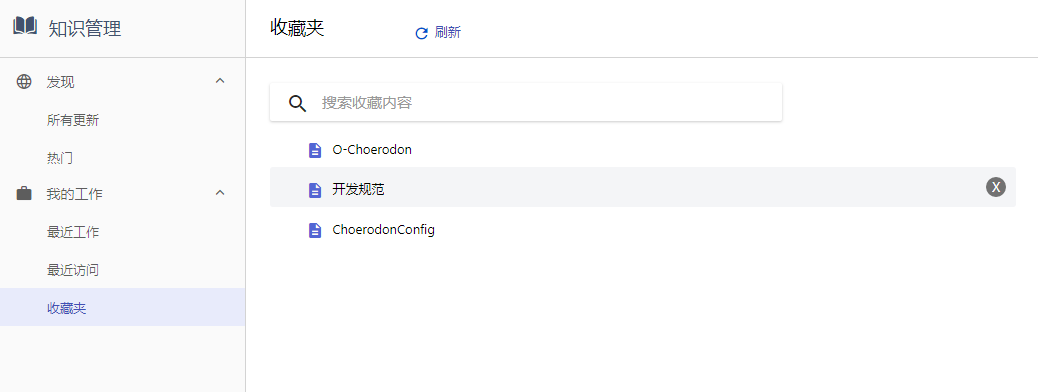 知识管理
发现
所有更新
热门
我的工作
最近工作
最近访问
收藏夹
收藏夹
刷新
搜索收藏内容
O-Choerodon
开发规范
X
ChoerodonConfig